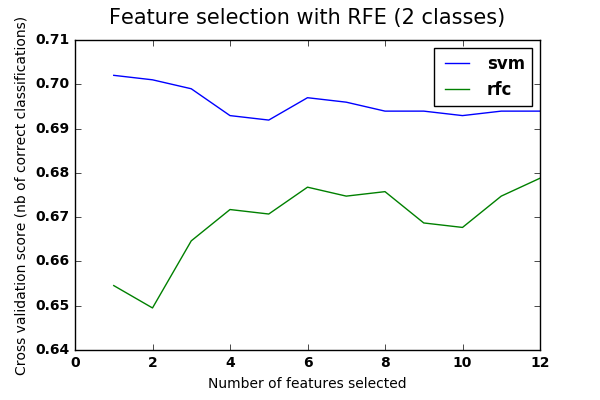 Feature selection with RFE (2 classes)
Cross validation score (nb of correct classifications)
0.71
0.70
0.69
0.68
0.67
0.66
0.65
0.64
svm
rfc
0 2 4 6 8 10 12
Number of features selected